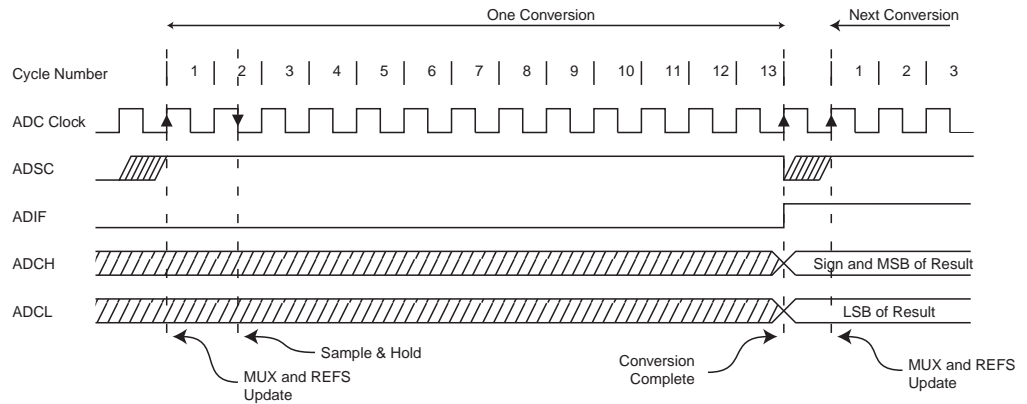 One Conversion
Next Conversion
Cycle Number
1 2 3 4 5 6 7 8 9 10 11 12 13 1 2 3
ADC Clock
ADSC
ADIF
ADCH
Sign and MSB of Result
ADCL
LSB of Result
Sample & Hold
MUX and REFS
Update
Conversion
Complete
MUX and REFS
Update